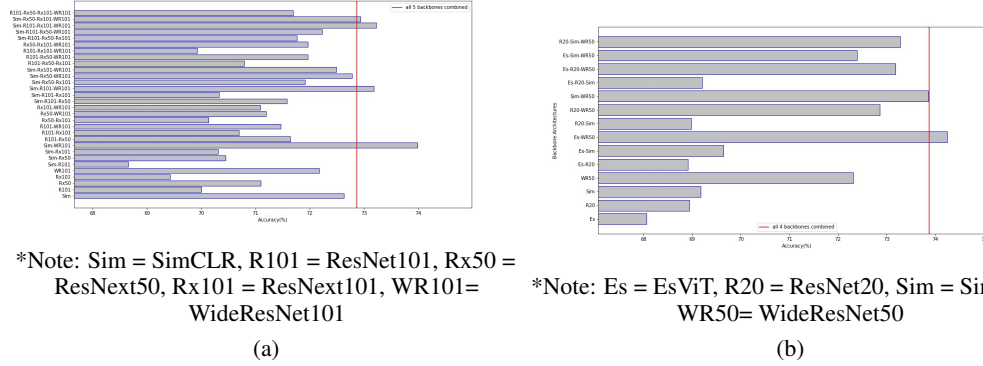 all 5 backbones combined
R101-Rx50-Rx101-WR101
Sim-Rx50-Rx101-WR101
Sim-R101-Rx101-WR101
Sim-R101-Rx50-WR101
Sim-R101-Rx50-Rx101
Rx50-Rx101-WR101
R101-Rx101-WR101
R101-Rx50-WR101
R101-Rx50-Rx101
Sim-Rx101-WR101
Sim-Rx50-WR101
Sim-Rx50-Rx101
Sim-R101-WR101
Sim-R101-Rx101
Sim-R101-Rx50
Rx101-WR101
Rx50-WR101
Rx50-Rx101
R101-WR101
R101-Rx101
R101-Rx50
Sim-WR101
Sim-Rx101
Sim-Rx50
Sim-R101
WR101
Rx101
Rx50
R101
Sim
68 69 70 71 72 73 74
Accuracy(%)
*Note: Sim = SimCLR, R101 = ResNet101, Rx50 =
ResNext50, Rx101 = ResNext101, WR101=
WideResNet101
(a)
Backbone Architectures
R20-Sim-WR50
Es-Sim-WR50
Es-R20-WR50
Es-R20-Sim
Sim-WR50
R20-WR50
R20-Sim
Es-WR50
Es-Sim
Es-R20
WR50
Sim
R20
Es
all 4 backbones combined
68 69 70 71 72 73 74
Accuracy(%)
*Note: Es = EsViT, R20 = ResNet20, Sim = Sim
WR50= WideResNet50
(b)